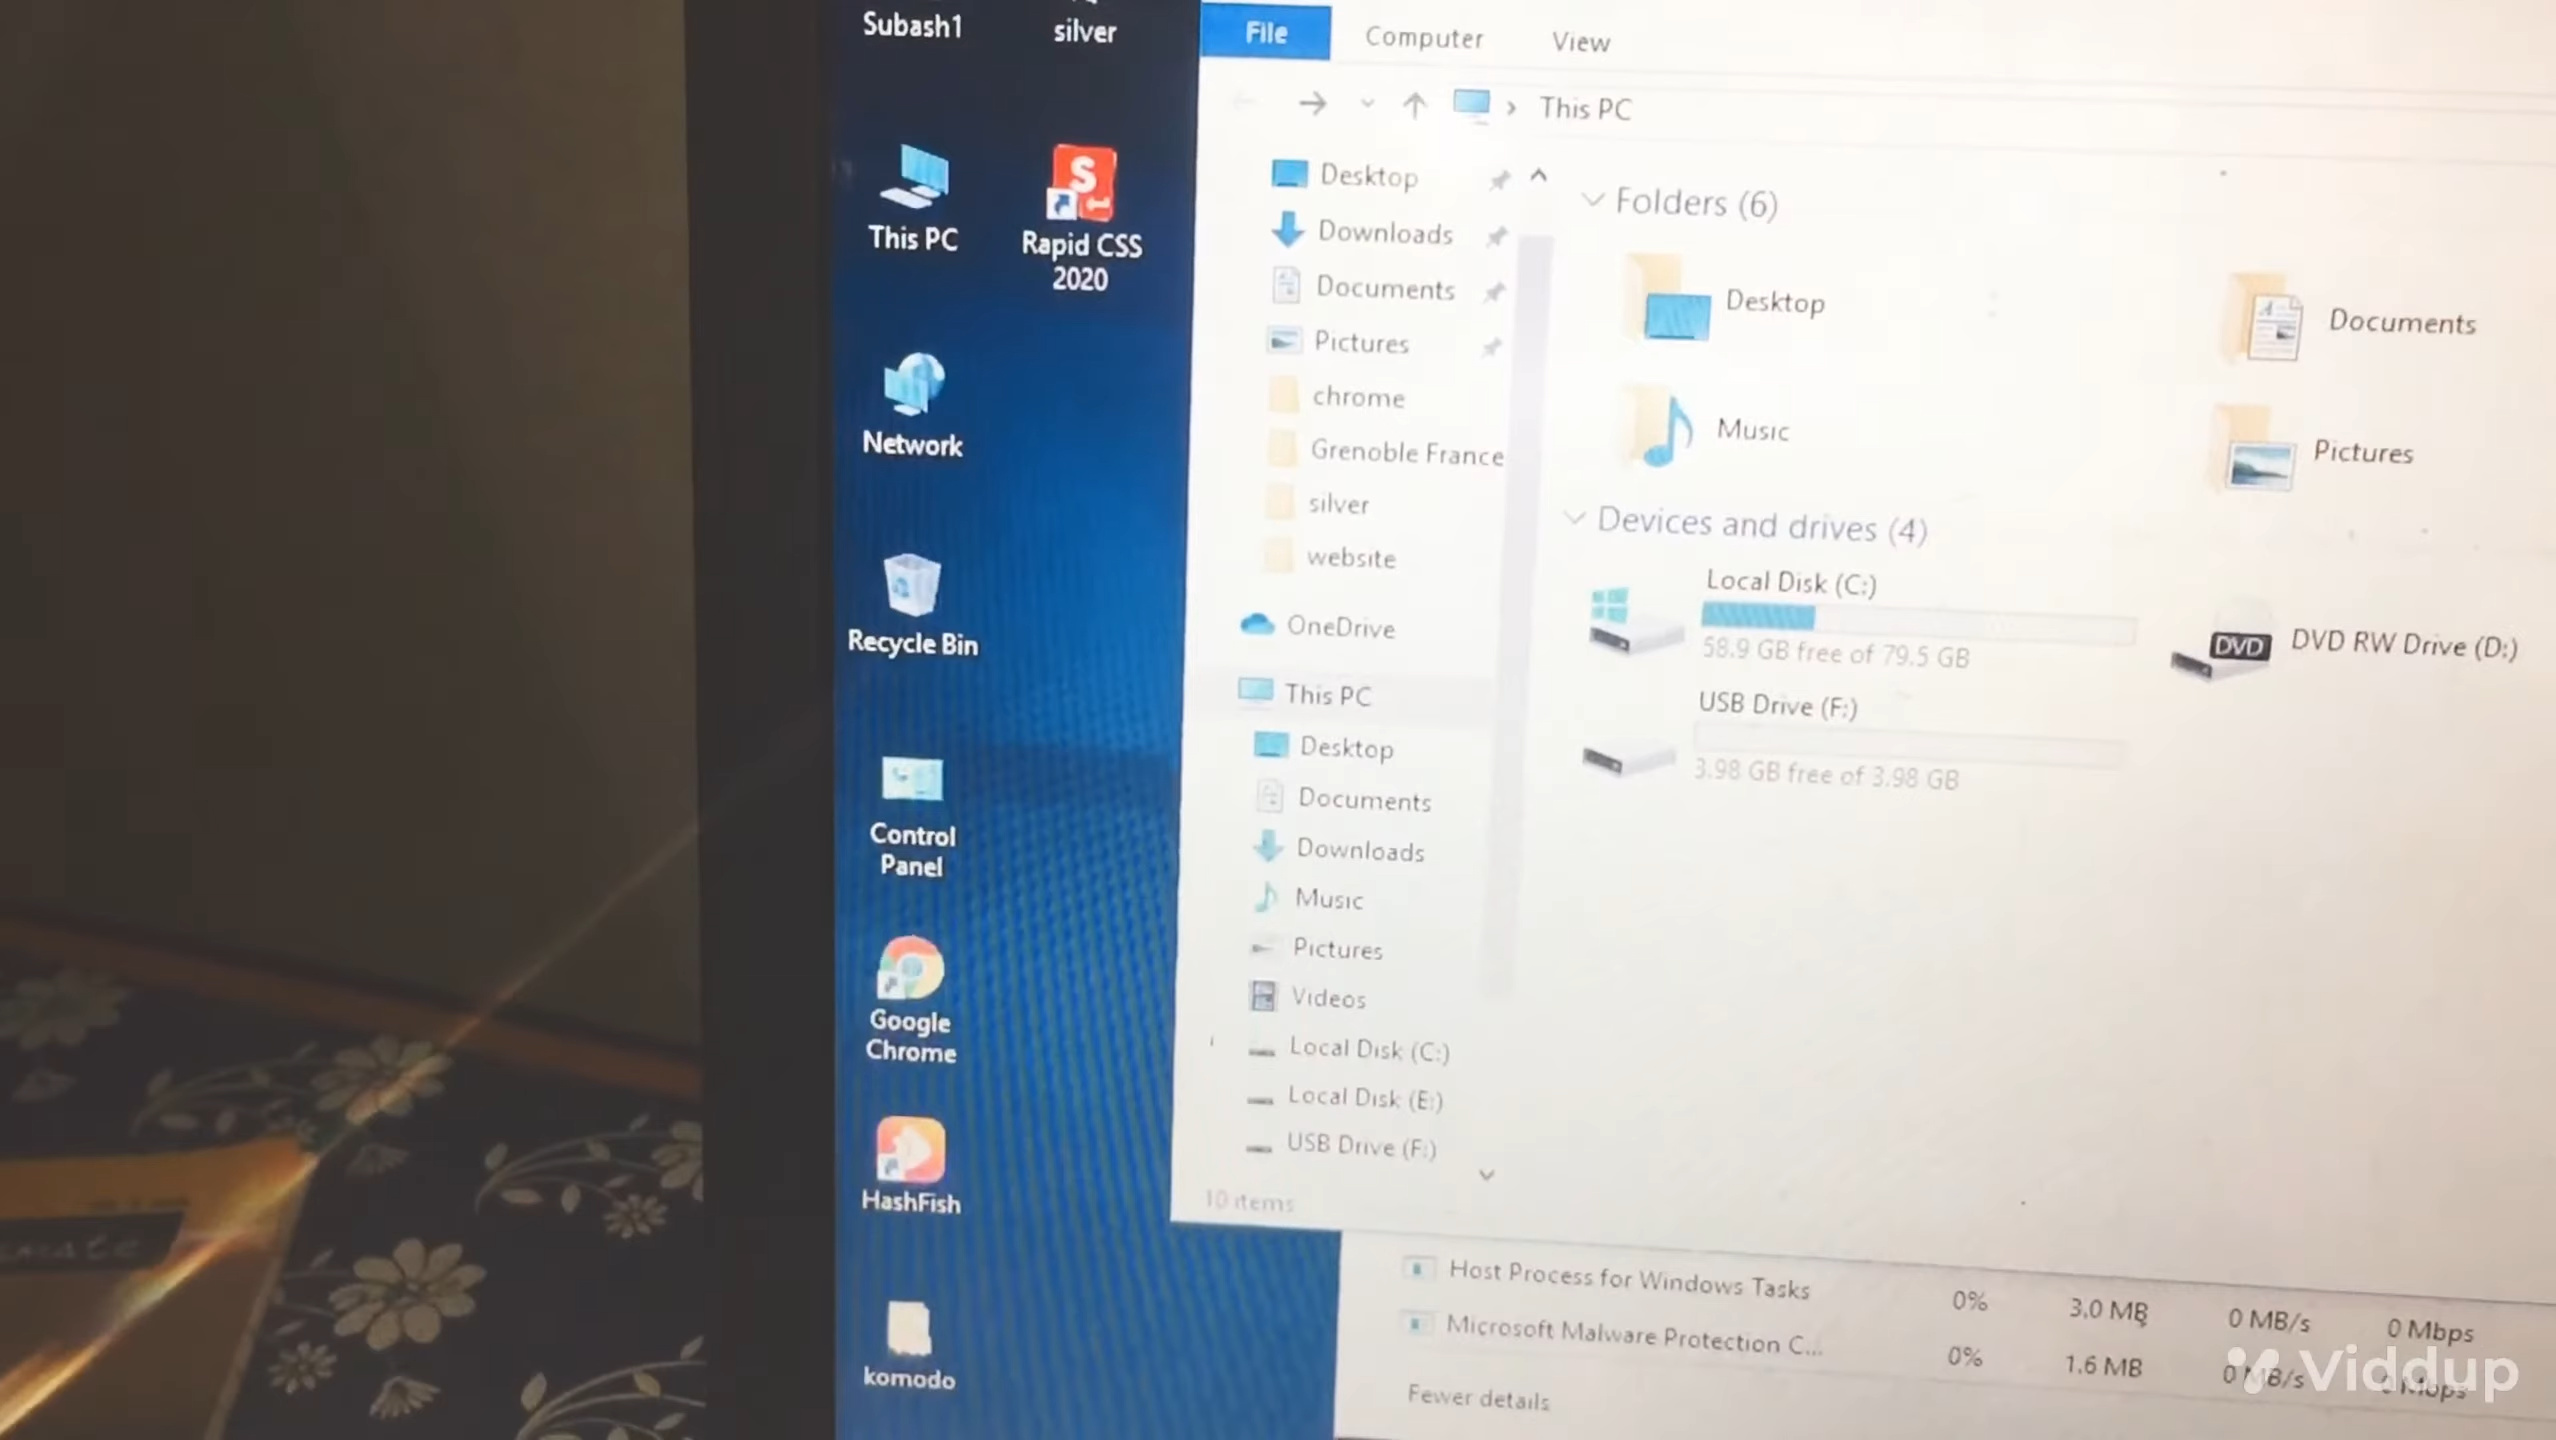 Subash1
silver
This PC
Rapid CSS
2020
Network
Recycle Bin
Control
Panel
Google
Chrome
HashFish
komodo
File
Computer
View
This PC
Desktop
Downloads
Documents
Pictures
chrome
Grenoble France
silver
website
OneDrive
This PC
Desktop
Documents
Downloads
Music
Pictures
Videos
Local Disk (C:)
Local Disk (E:)
USB Drive (F:)
10 items
Folders (6)
Desktop
Documents
Music
Pictures
Devices and drives (4)
Local Disk (C:)
58.9 GB free of 79.5 GB
DVD
DVD RW Drive (D:)
USB Drive (F:)
3.98 GB free of 3.98 GB
Host Process for Windows Tasks 0% 3.0 MB 0 MB/s 0 Mbps
Microsoft Malware Protection C... 0% 1.6 MB 0 MB/s 0 Mbps
Fewer details
Viddup